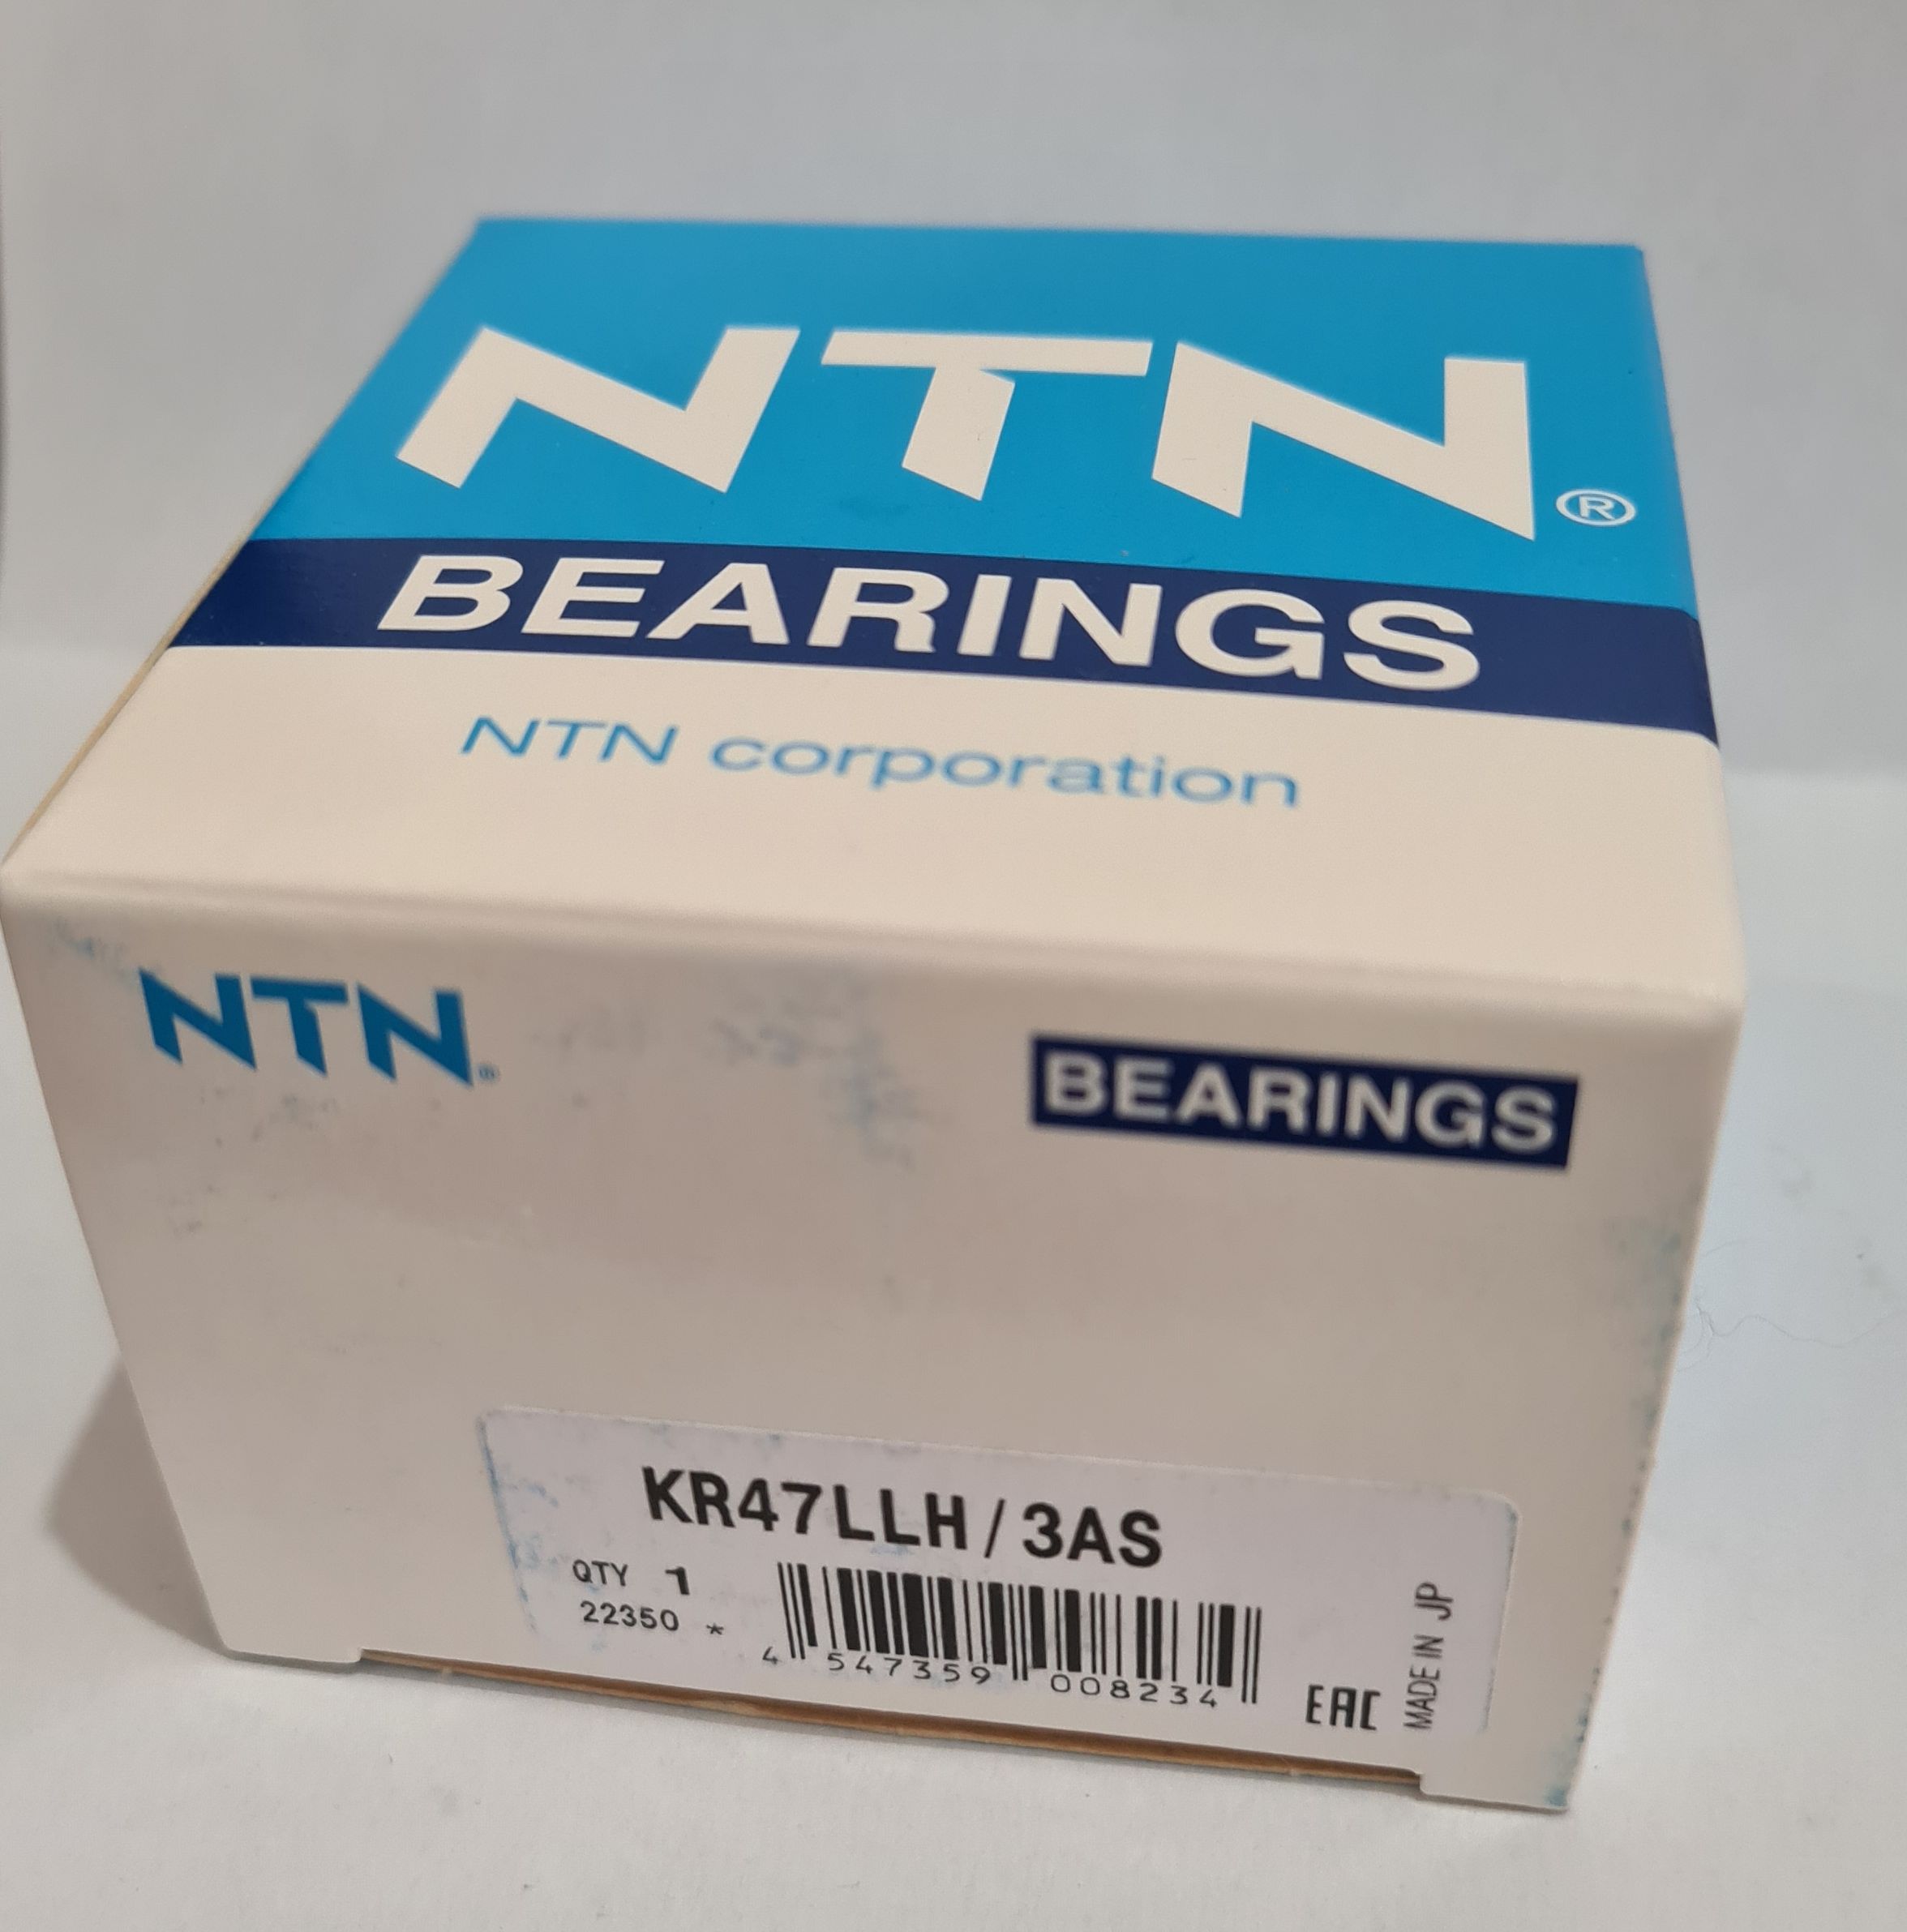 NTN®
BEARINGS
NTN corporation
NTN®
BEARINGS
KR47LLH/3AS
QTY 1
22350 *
4 547359 008234
EAC
MADE IN JP